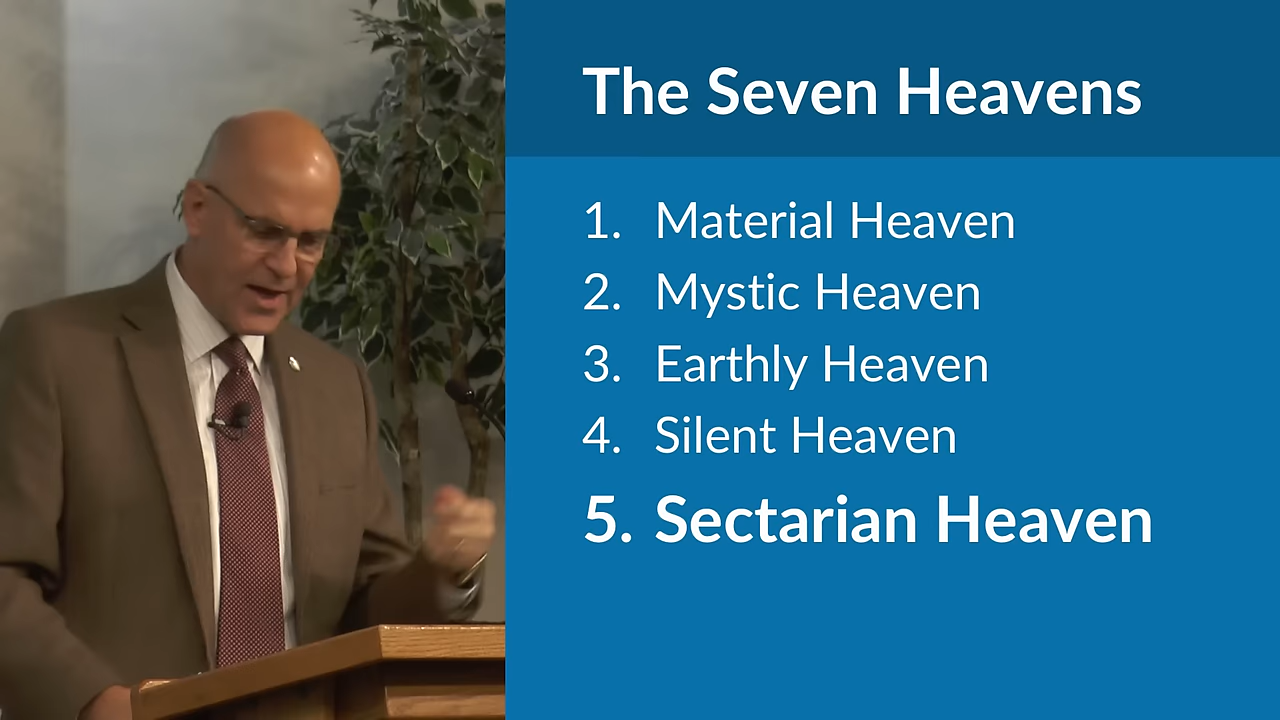 The Seven Heavens
1. Material Heaven
2. Mystic Heaven
3. Earthly Heaven
4. Silent Heaven
5. Sectarian Heaven